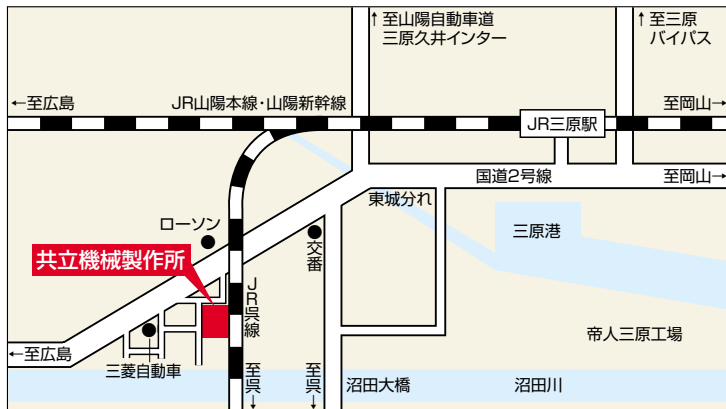 ↑至山陽自動車道
三原久井インター
↑至三原
バイパス
←至広島
JR山陽本線・山陽新幹線
至岡山→
JR三原駅
国道2号線
至岡山→
東城分れ
ローソン
交番
三原港
共立機械製作所
JR呉線
帝人三原工場
←至広島
三菱自動車
至呉↓
至呉↓
沼田大橋
沼田川